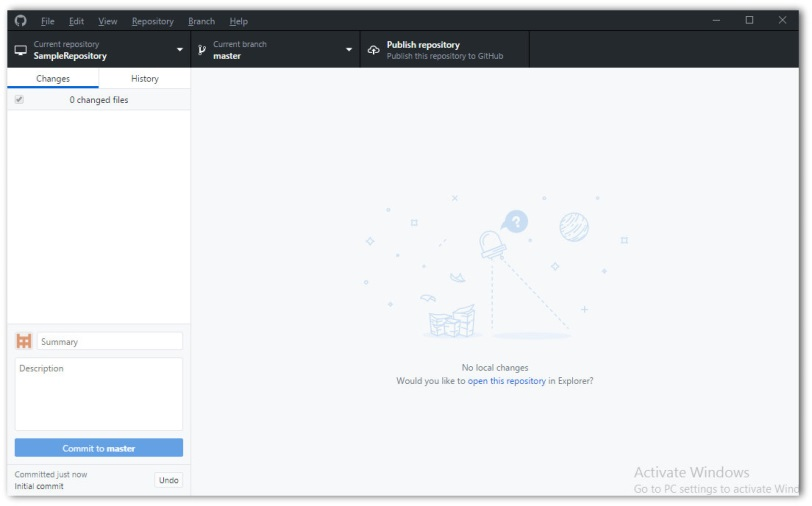 File Edit View Repository Branch Help
Current repository
SampleRepository
Current branch
master
Publish repository
Publish this repository to GitHub
Changes History
0 changed files
?
No local changes
Would you like to open this repository in Explorer?
Summary
Description
Commit to master
Committed just now
Initial commit
Undo
Activate Windows
Go to PC settings to activate Wind